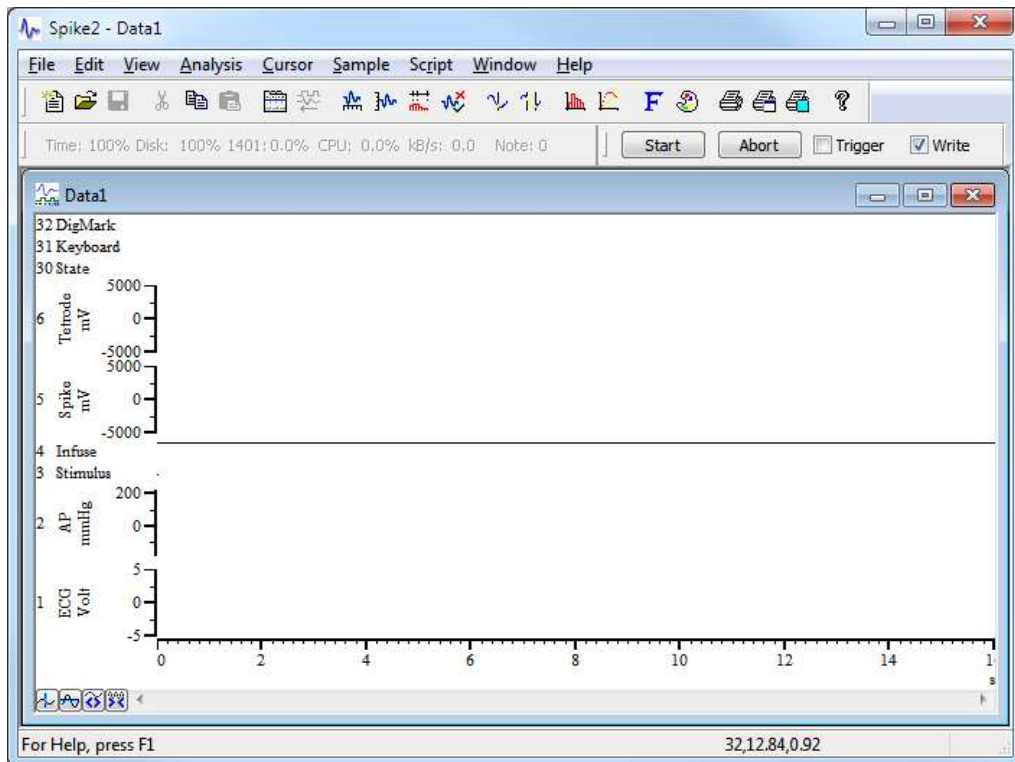 Spike2 - Data1
File Edit View Analysis Cursor Sample Script Window Help
Time: 100% Disk: 100% 1401: 0.0% CPU: 0.0% kB/s: 0.0 Note: 0 Start Abort Trigger Write
Data1
32 DigMark
31 Keyboard
30 State
5000
6 Tetrode mV 0
-5000
5000
5 Spike mV 0
-5000
4 Infuse
3 Stimulus
200
2 AP mmHg 0
5
1 ECG Volt 0
-5
0 2 4 6 8 10 12 14 1
s
For Help, press F1 32,12.84,0.92